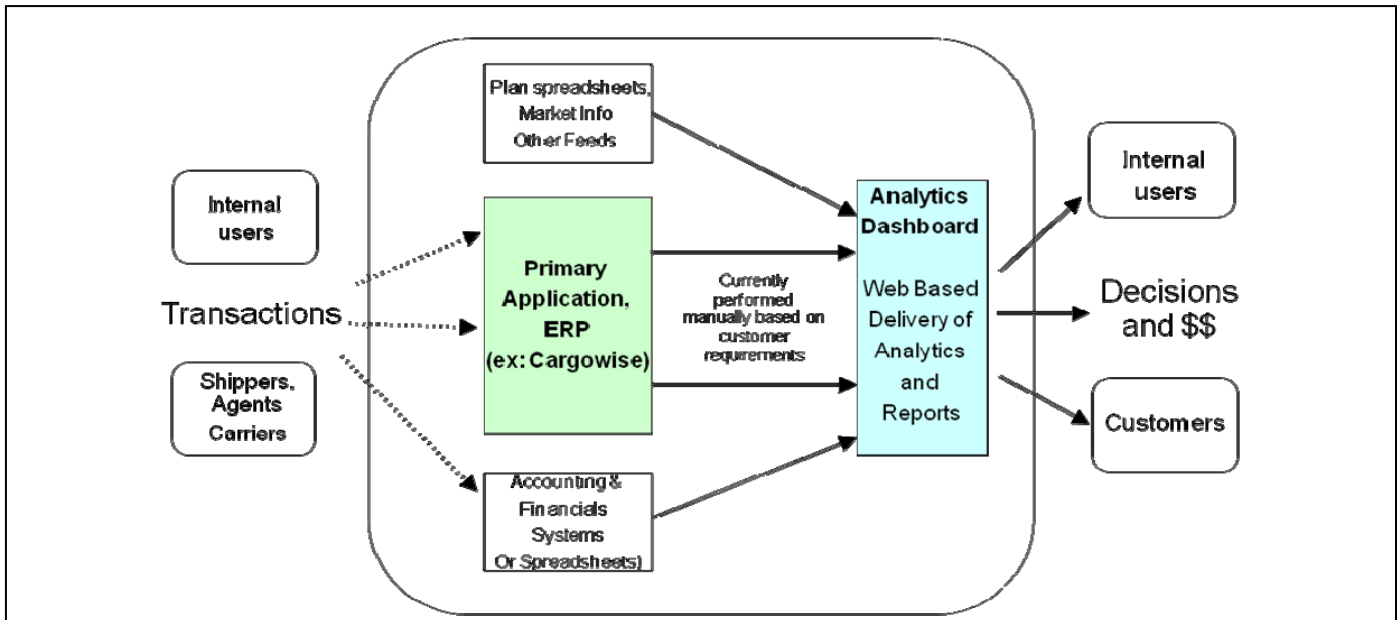 Plan spreadsheets,
Market Info
Other Feeds
Internal
users
Transactions
Shippers,
Agents
Carriers
Primary
Application,
ERP
(ex: Cargowise)
Accounting &
Financials
Systems
Or Spreadsheets)
Currently
performed
manually based on
customer
requirements
Analytics
Dashboard
Web Based
Delivery of
Analytics
and
Reports
Internal
users
Decisions
and $$
Customers